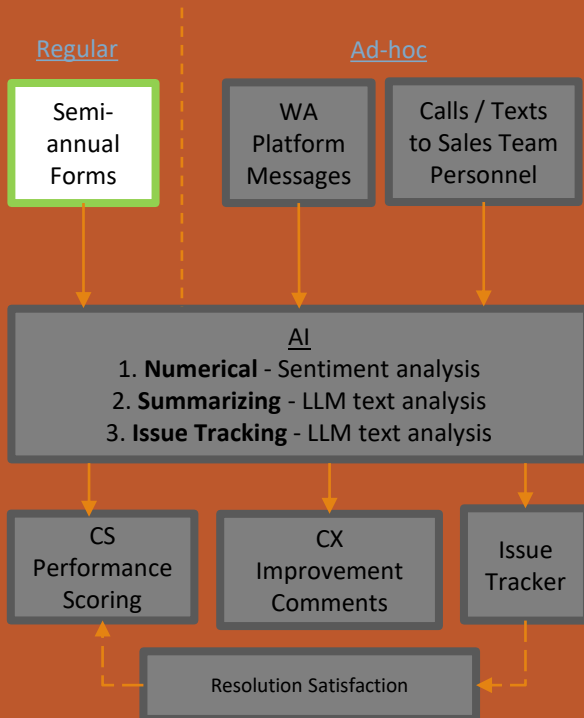 Regular
Ad-hoc
Semi-
annual
Forms
WA
Platform
Messages
Calls / Texts
to Sales Team
Personnel
AI
1. Numerical - Sentiment analysis
2. Summarizing - LLM text analysis
3. Issue Tracking - LLM text analysis
CS
Performance
Scoring
CX
Improvement
Comments
Issue
Tracker
Resolution Satisfaction